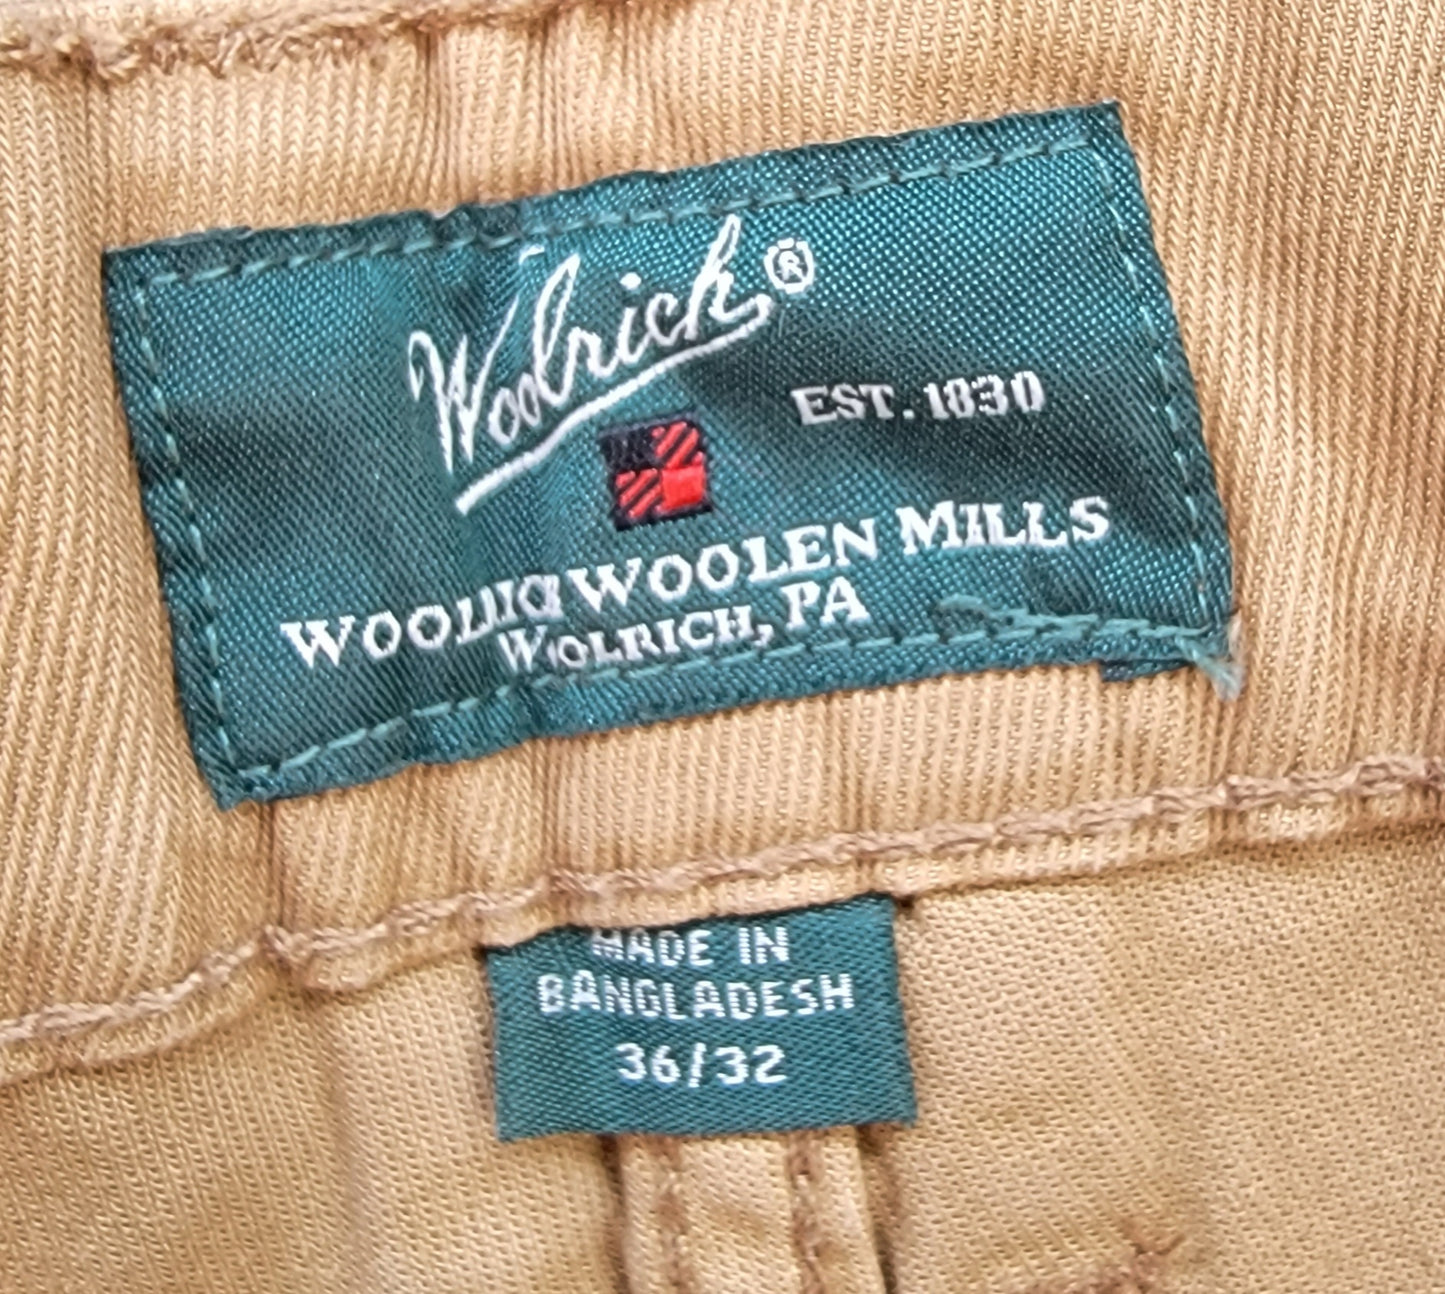 Woolrich®
EST. 1830
WOOLRICH WOOLEN MILLS
WOOLRICH, PA
MADE IN
BANGLADESH
36/32